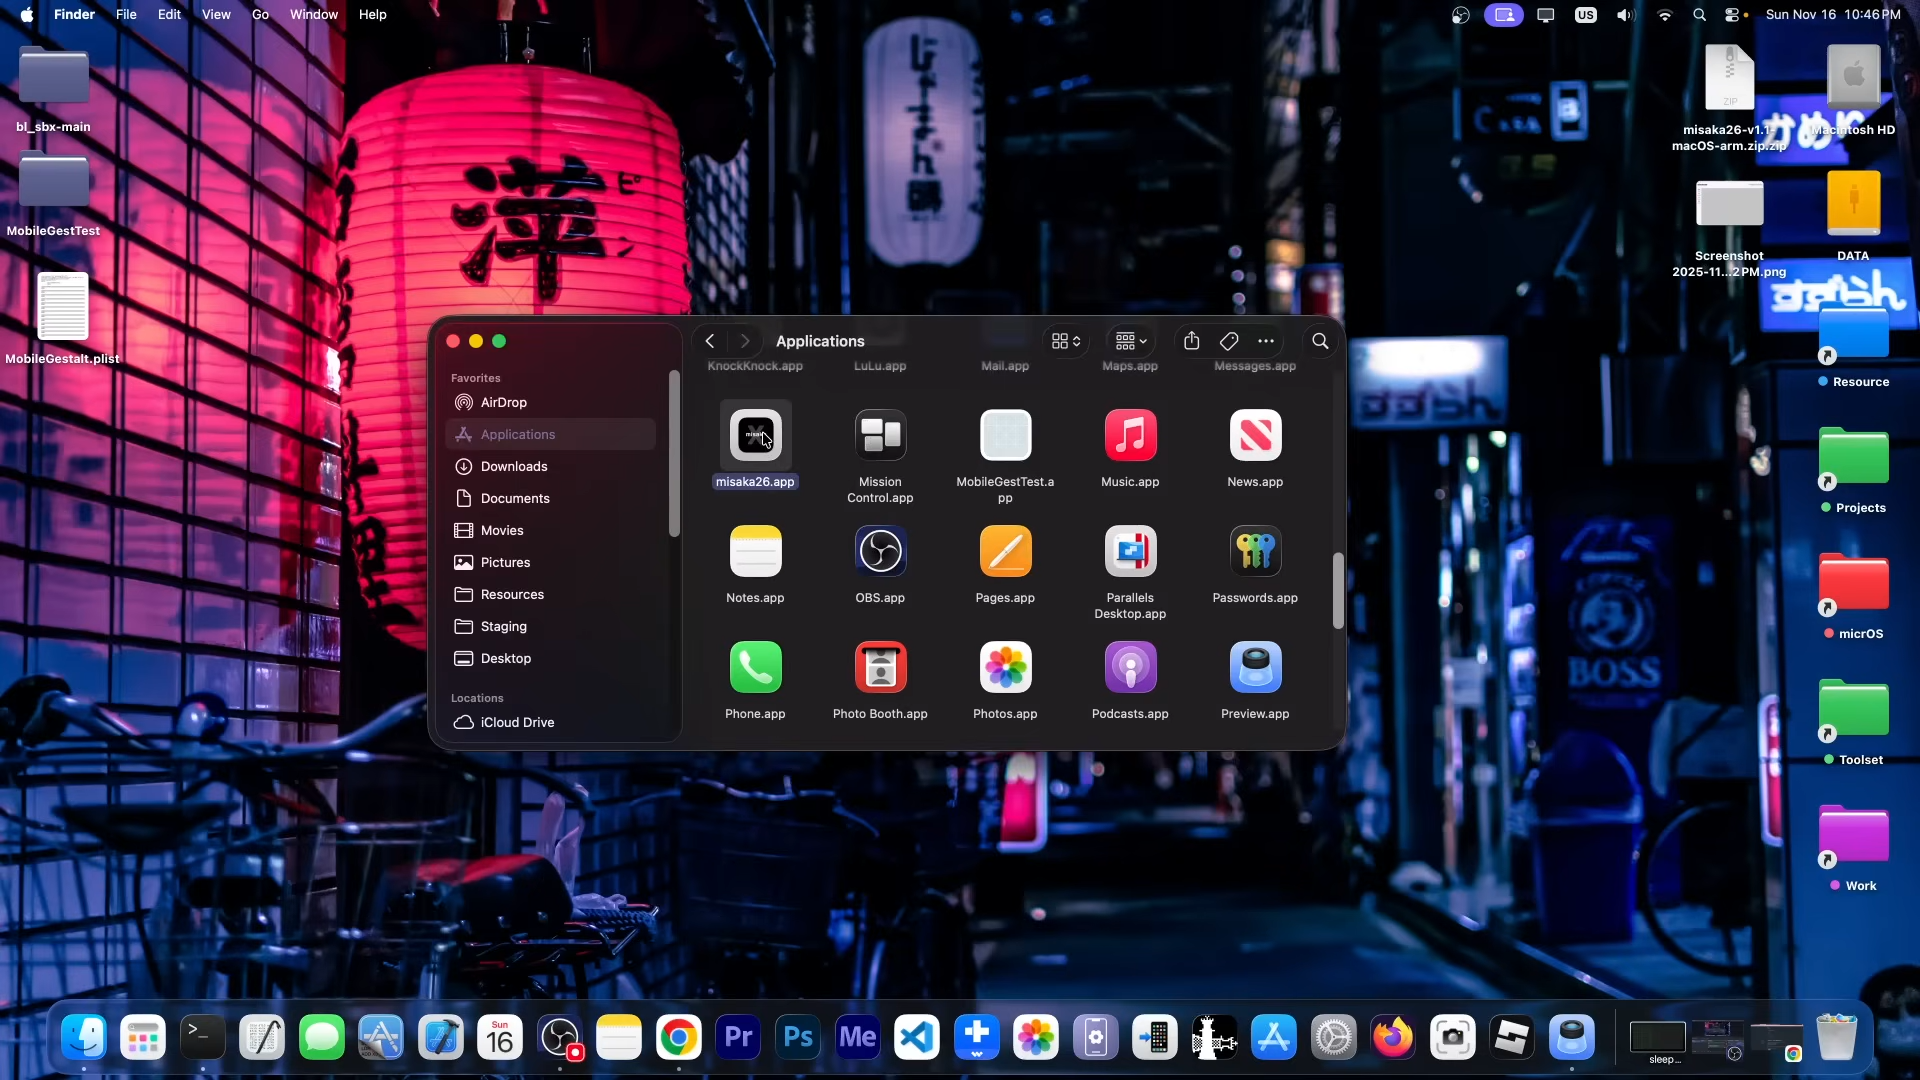 Finder File Edit View Go Window Help
US
Sun Nov 16 10:46 PM
bl_sbx-main
MobileGestTest
MobileGestalt.plist
ZIP
misaka26-v1.1-
macOS-arm.zip.zip
Macintosh HD
Screenshot
2025-11...2 PM.png
DATA
Resource
Projects
micrOS
Toolset
Work
Applications
Favorites
AirDrop
Applications
Downloads
Documents
Movies
Pictures
Resources
Staging
Desktop
Locations
iCloud Drive
KnockKnock.app
LuLu.app
Mail.app
Maps.app
Messages.app
misaka26.app
Mission
Control.app
MobileGestTest.a
pp
Music.app
News.app
Notes.app
OBS.app
Pages.app
Parallels
Desktop.app
Passwords.app
Phone.app
Photo Booth.app
Photos.app
Podcasts.app
Preview.app
BOSS
Sun
16
Pr
Ps
Me
sleep...